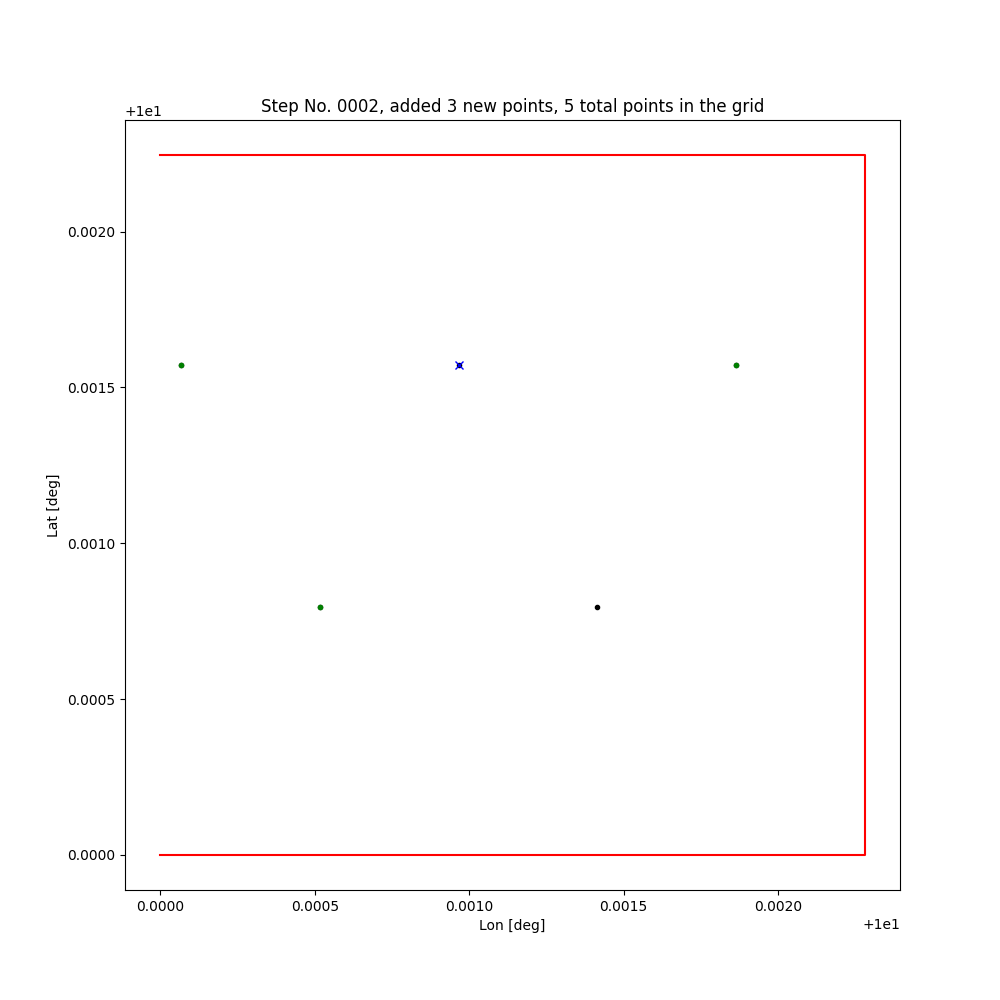 Step No. 0002, added 3 new points, 5 total points in the grid
+1e1
0.0020
0.0015
0.0010
0.0005
0.0000
Lat [deg]
0.0000 0.0005 0.0010 0.0015 0.0020
Lon [deg]
+1e1